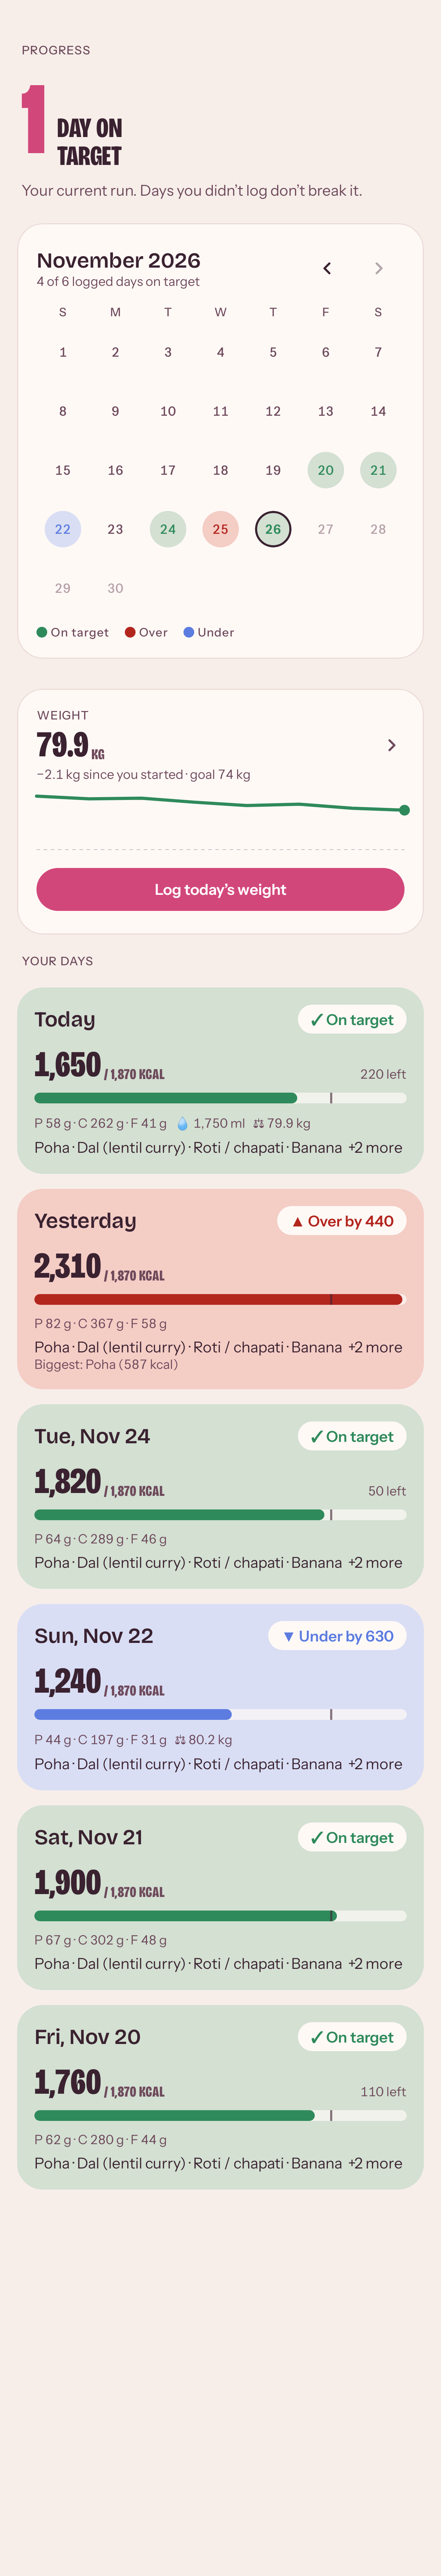 PROGRESS
1 DAY ON
TARGET
Your current run. Days you didn’t log don’t break it.
November 2026
4 of 6 logged days on target
S M T W T F S
1 2 3 4 5 6 7
8 9 10 11 12 13 14
15 16 17 18 19 20 21
22 23 24 25 26 27 28
29 30
On target Over Under
WEIGHT
79.9 KG
−2.1 kg since you started · goal 74 kg
Log today’s weight
YOUR DAYS
Today ✓ On target
1,650 / 1,870 KCAL 220 left
P 58 g · C 262 g · F 41 g 💧 1,750 ml ⚖ 79.9 kg
Poha · Dal (lentil curry) · Roti / chapati · Banana +2 more
Yesterday ▲ Over by 440
2,310 / 1,870 KCAL
P 82 g · C 367 g · F 58 g
Poha · Dal (lentil curry) · Roti / chapati · Banana +2 more
Biggest: Poha (587 kcal)
Tue, Nov 24 ✓ On target
1,820 / 1,870 KCAL 50 left
P 64 g · C 289 g · F 46 g
Poha · Dal (lentil curry) · Roti / chapati · Banana +2 more
Sun, Nov 22 ▼ Under by 630
1,240 / 1,870 KCAL
P 44 g · C 197 g · F 31 g ⚖ 80.2 kg
Poha · Dal (lentil curry) · Roti / chapati · Banana +2 more
Sat, Nov 21 ✓ On target
1,900 / 1,870 KCAL
P 67 g · C 302 g · F 48 g
Poha · Dal (lentil curry) · Roti / chapati · Banana +2 more
Fri, Nov 20 ✓ On target
1,760 / 1,870 KCAL 110 left
P 62 g · C 280 g · F 44 g
Poha · Dal (lentil curry) · Roti / chapati · Banana +2 more